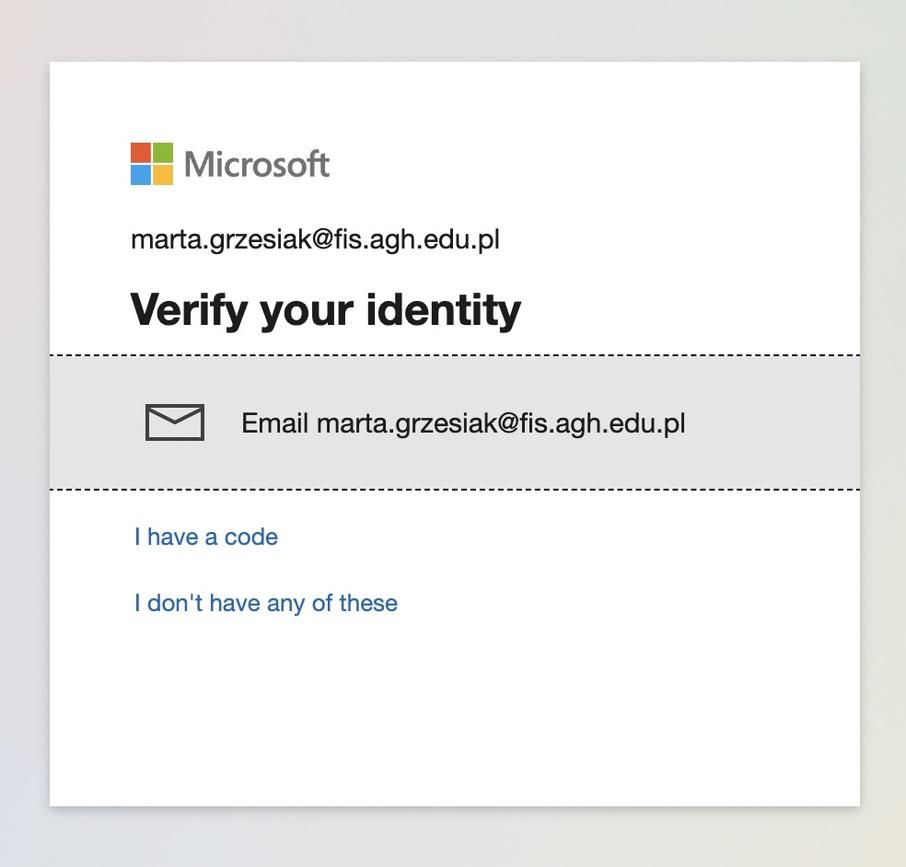 Microsoft
marta.grzesiak@fis.agh.edu.pl
Verify your identity
Email marta.grzesiak@fis.agh.edu.pl
I have a code
I don't have any of these